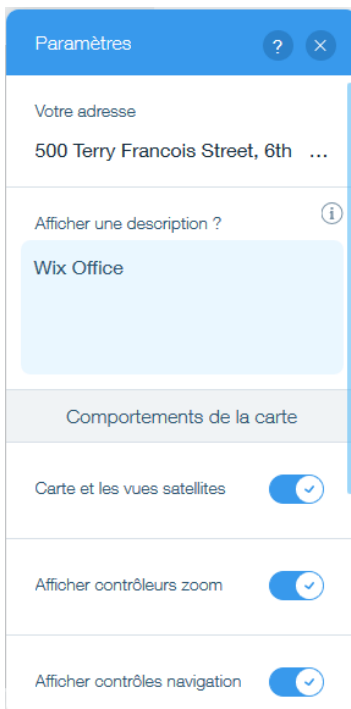 Paramètres ? ×
Votre adresse
500 Terry Francois Street, 6th ...
Afficher une description ? i
Wix Office
Comportements de la carte
Carte et les vues satellites
Afficher contrôleurs zoom
Afficher contrôles navigation